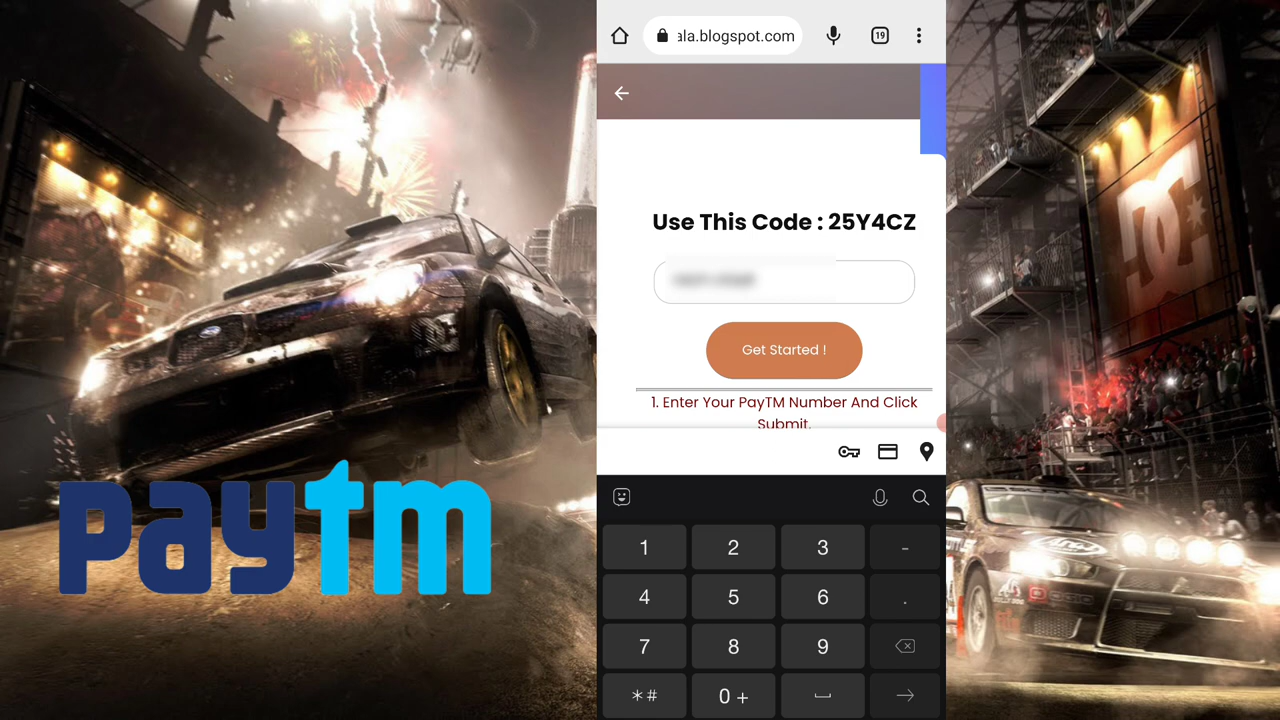 19
ala.blogspot.com
Use This Code : 25Y4CZ
Get Started !
1. Enter Your PayTM Number And Click
Submit.
paytm
1 2 3 -
4 5 6 .
7 8 9
*# 0 +
DC